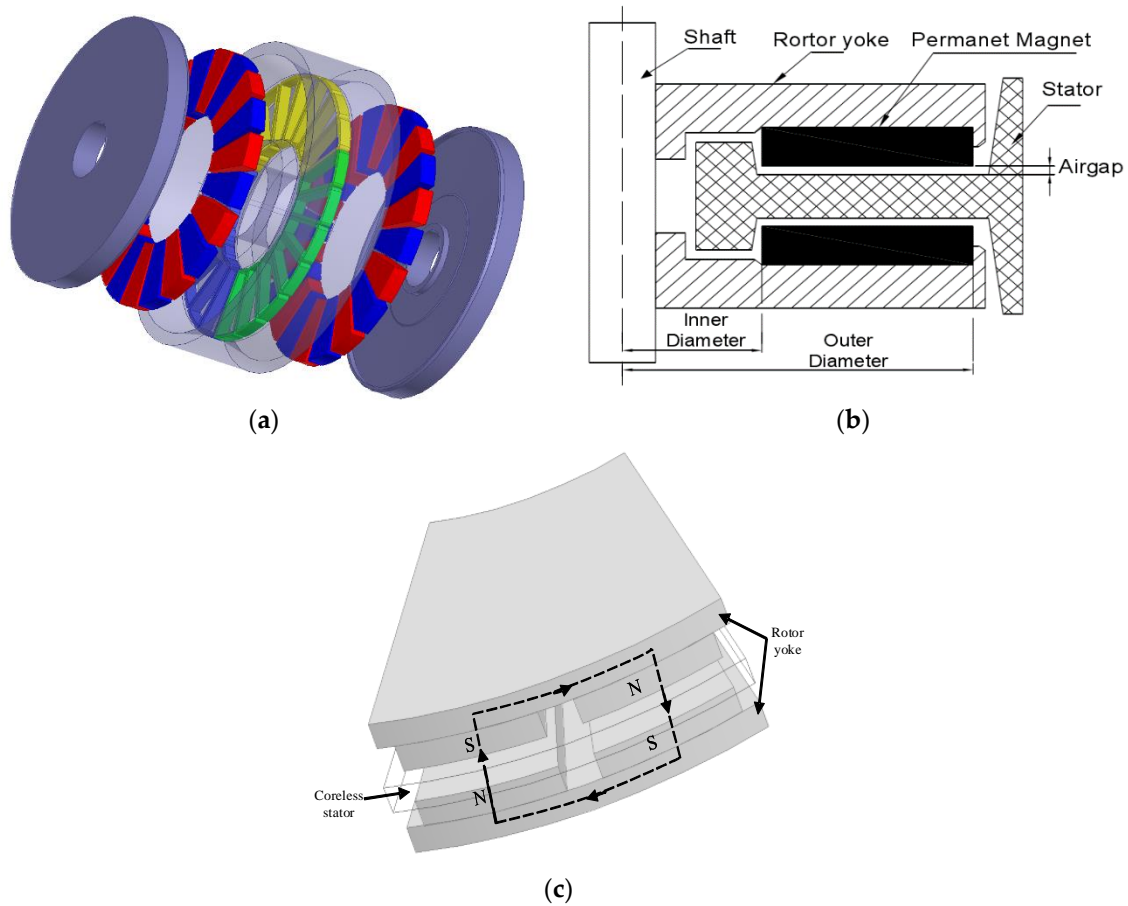 Shaft
Rortor yoke
Permanet Magnet
Stator
Airgap
Inner
Diameter
Outer
Diameter
(a)
(b)
N
S
S
N
Rotor
yoke
Coreless
stator
(c)